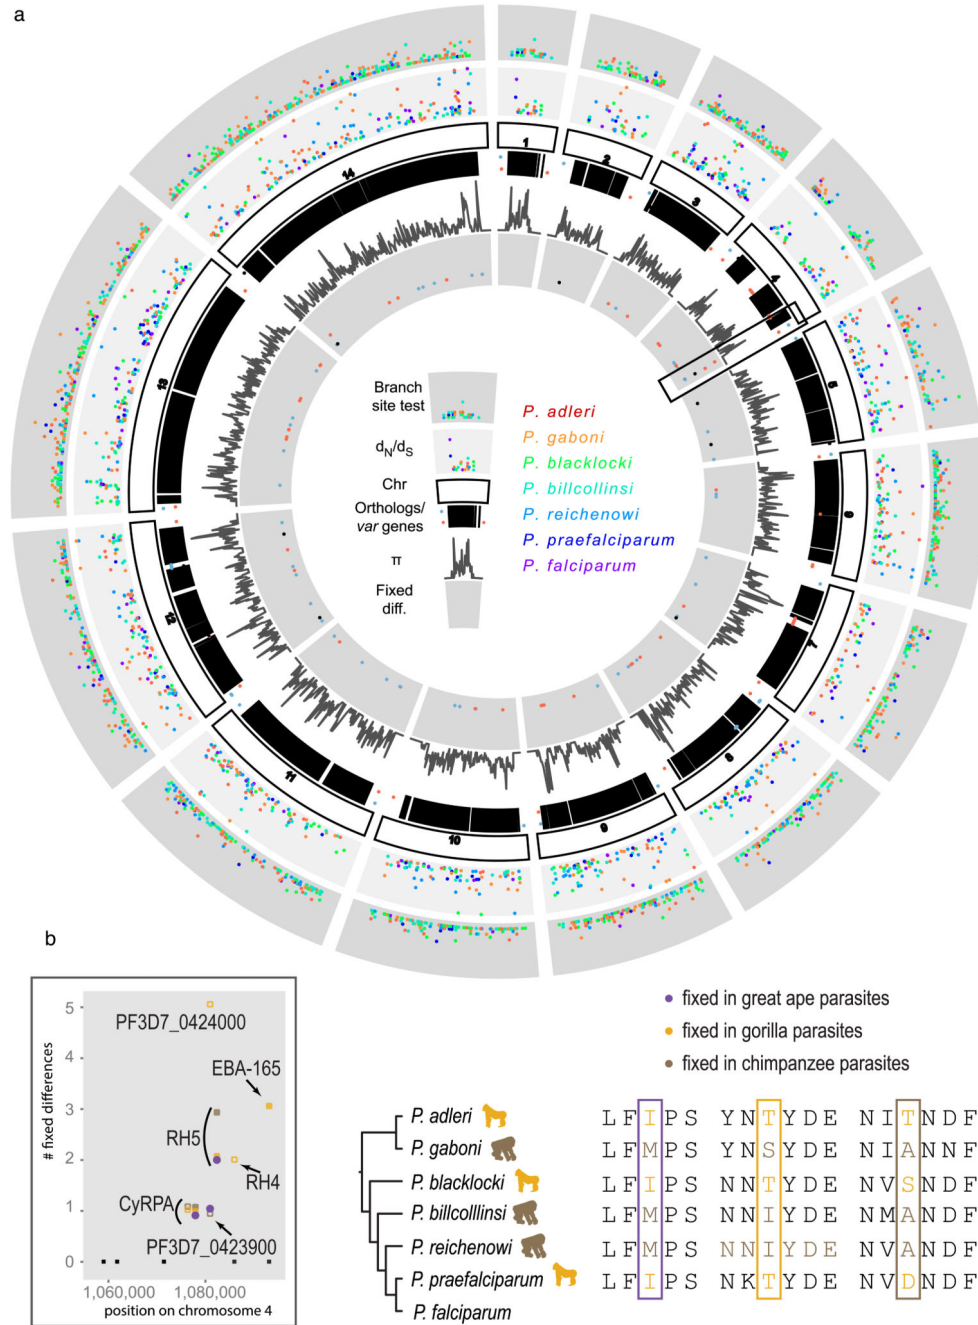 a
1
2
3
4
5
6
7
8
9
10
11
12
13
14
Branch
site test
dN/dS
Chr
Orthologs/
var genes
π
Fixed
diff.
P. adleri
P. gaboni
P. blacklocki
P. billcollinsi
P. reichenowi
P. praefalciparum
P. falciparum
b
# fixed differences
5
4
3
2
1
0
PF3D7_0424000
EBA-165
RH5
RH4
CyRPA
PF3D7_0423900
1,060,000
1,080,000
position on chromosome 4
fixed in great ape parasites
fixed in gorilla parasites
fixed in chimpanzee parasites
P. adleri LFIPS YNTYDE NITNDF
P. gaboni LFMPS YNSYDE NIANNF
P. blacklocki LFIPS NNTYDE NVSNDF
P. billcolllinsi LFMPS NNIYDE NMANDF
P. reichenowi LFMPS NNIYDE NVANDF
P. praefalciparum LFIPS NKTYDE NVDNDF
P. falciparum